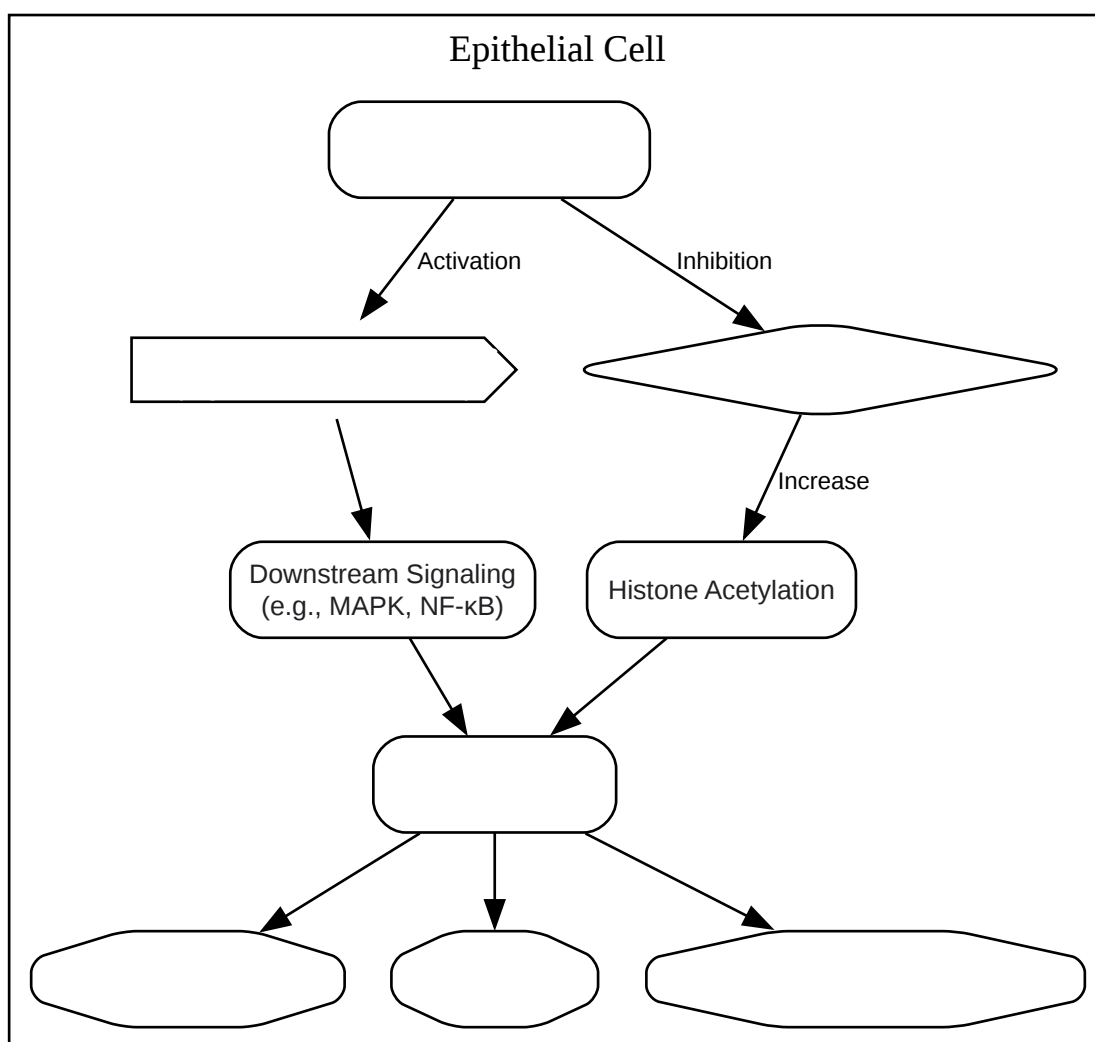 Epithelial Cell
Activation
Inhibition
Increase
Downstream Signaling
(e.g., MAPK, NF-κB)
Histone Acetylation